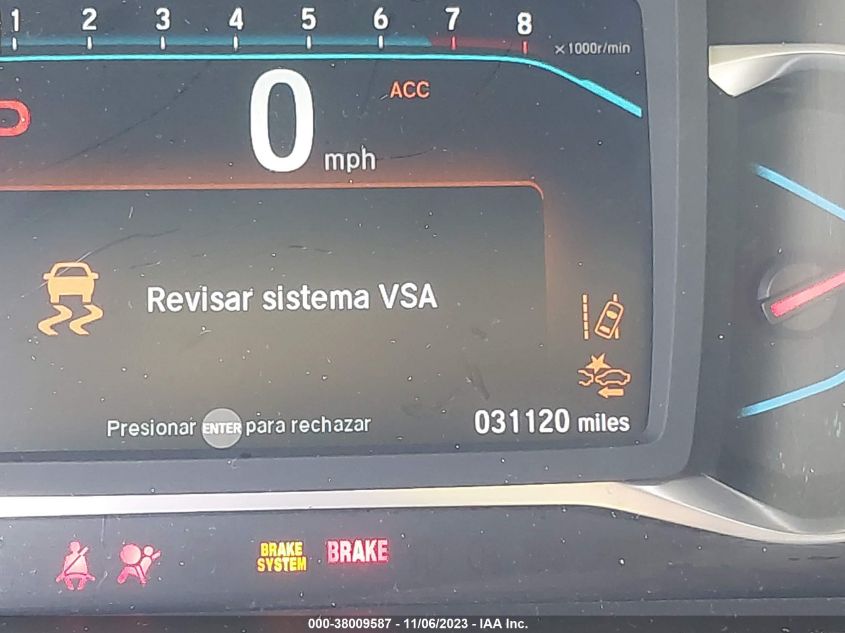 1 2 3 4 5 6 7 8
×1000r/min
ACC
0 mph
Revisar sistema VSA
Presionar ENTER para rechazar
031120 miles
BRAKE SYSTEM
BRAKE
000-38009587 - 11/06/2023 - IAA Inc.